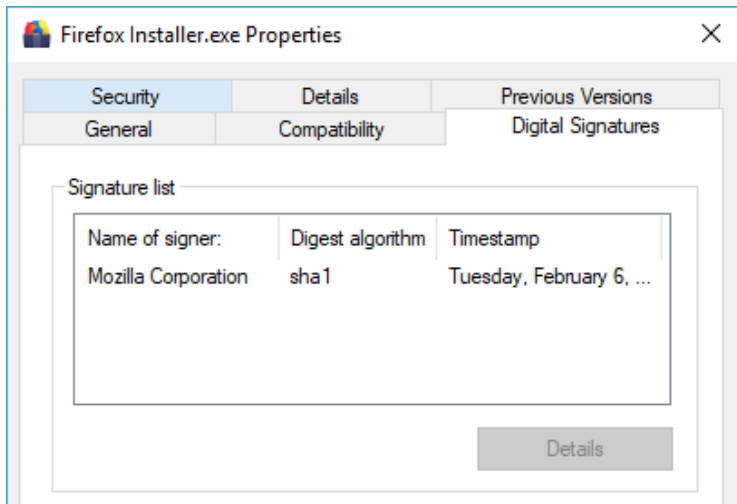 Firefox Installer.exe Properties
Security Details Previous Versions
General Compatibility Digital Signatures
Signature list
Name of signer: Digest algorithm Timestamp
Mozilla Corporation sha1 Tuesday, February 6, ...
Details